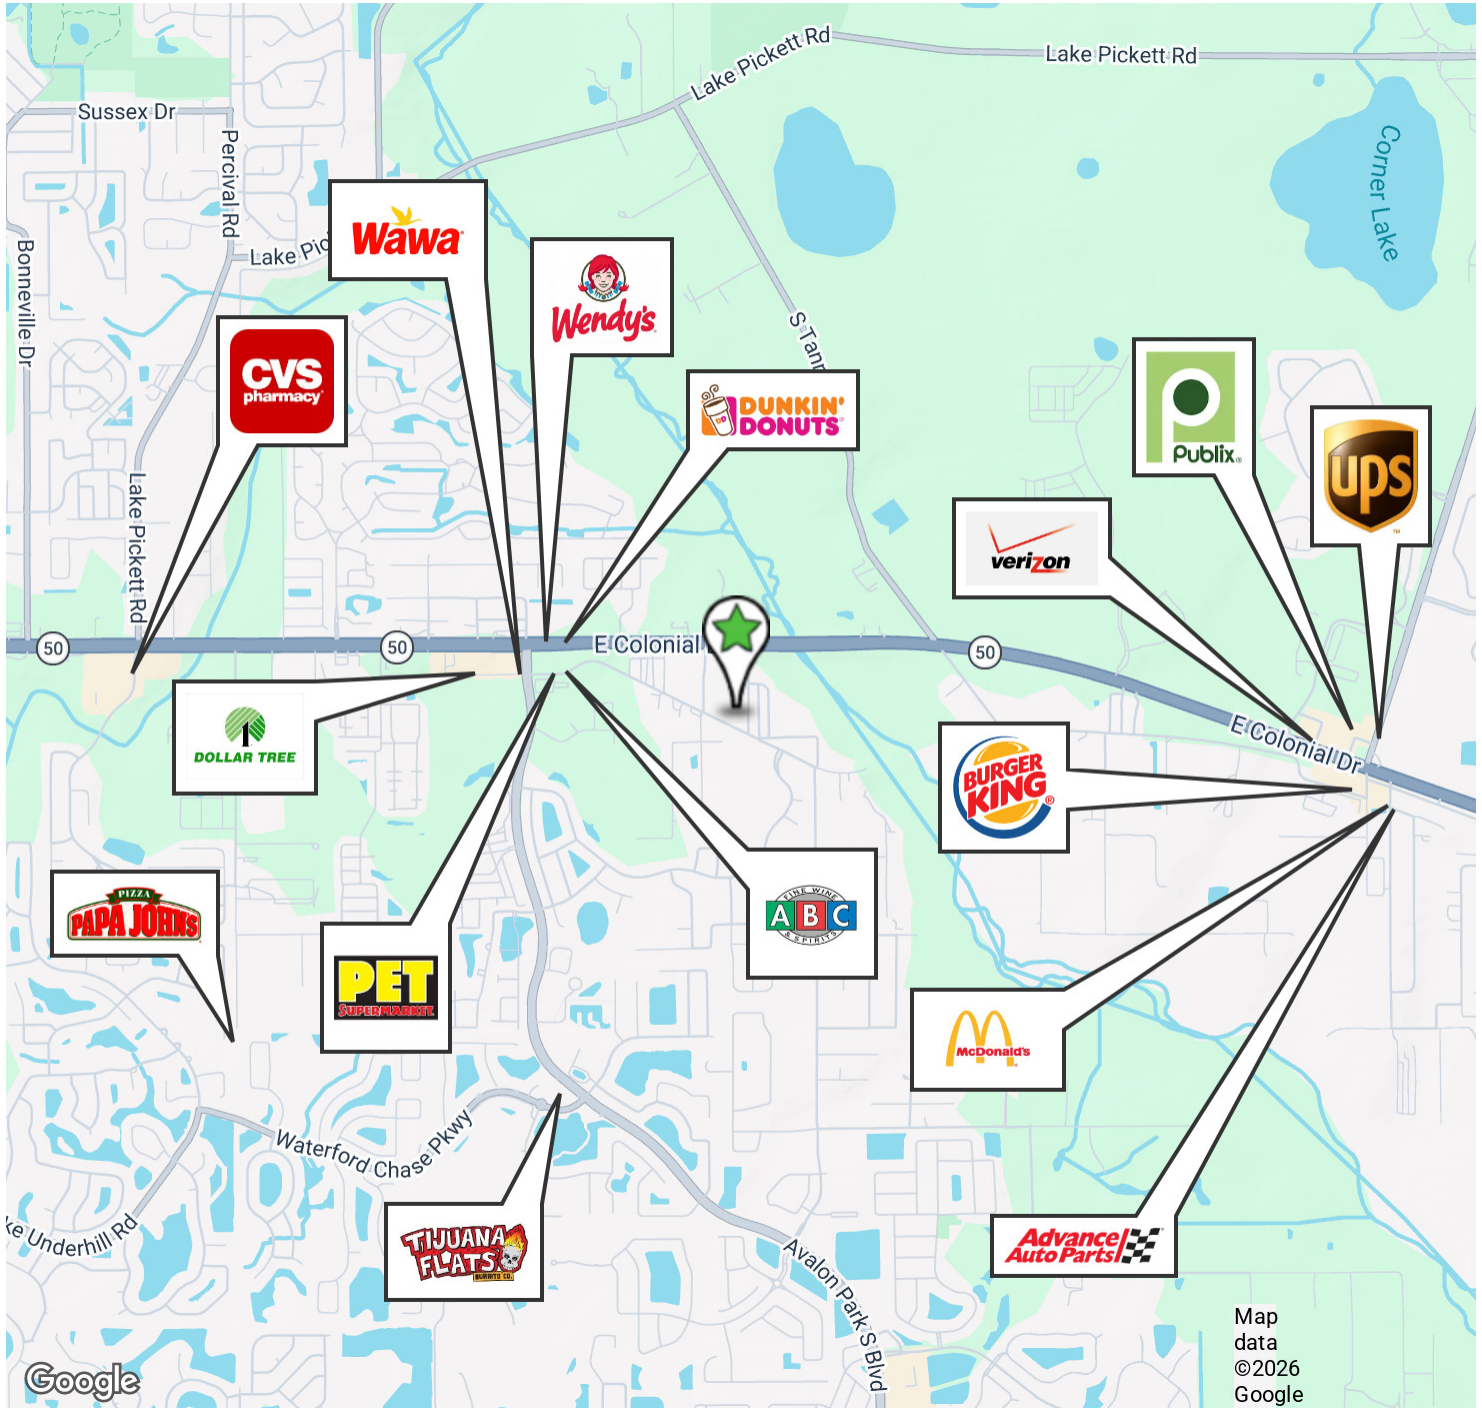 Lake Pickett Rd
Lake Pickett Rd
Sussex Dr
Percival Rd
Corner Lake
Wawa
Lake Pic
Bonneville Dr
Wendy's
S Tann
CVS
pharmacy
DUNKIN'
DONUTS
Publix
ups
TM
Lake Pickett Rd
verizon
50
50
E Colonial
50
DOLLAR TREE
E Colonial Dr
BURGER
KING
®
PIZZA
PAPA JOHNS
FINE WINE
ABC
& SPIRITS
PET
SUPERMARKET
McDonald's
Waterford Chase Pkwy
ke Underhill Rd
TIJUANA
FLATS
BURRITO CO.
Advance
Auto Parts
Avalon Park S Blvd
Map
data
©2026
Google
Google